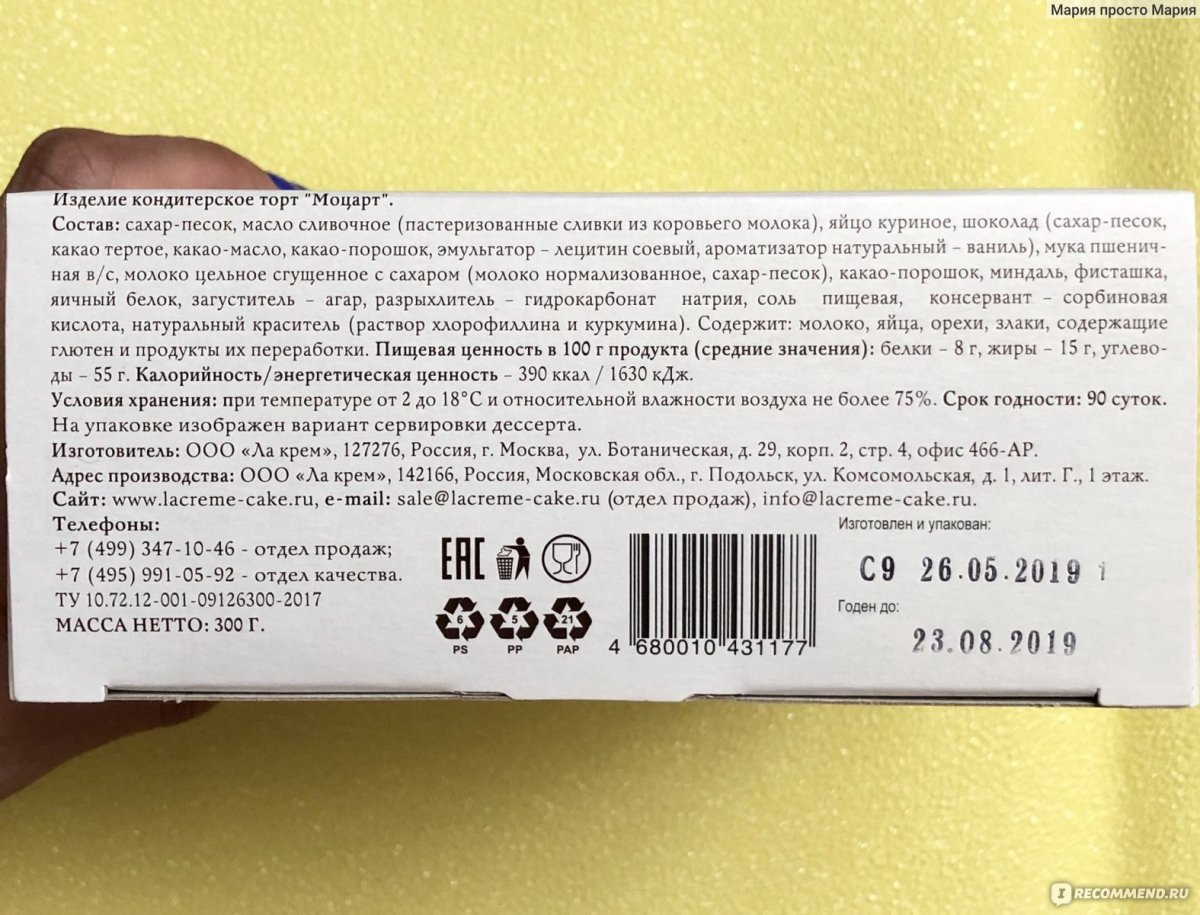 Мария просто Мария
Изделие кондитерское торт "Моцарт".
Состав: сахар-песок, масло сливочное (пастеризованные сливки из коровьего молока), яйцо куриное, шоколад (сахар-песок,
какао тертое, какао-масло, какао-порошок, эмульгатор – лецитин соевый, ароматизатор натуральный – ваниль), мука пшенич-
ная в/с, молоко цельное сгущенное с сахаром (молоко нормализованное, сахар-песок), какао-порошок, миндаль, фисташка,
яичный белок, загуститель – агар, разрыхлитель – гидрокарбонат натрия, соль пищевая, консервант – сорбиновая
кислота, натуральный краситель (раствор хлорофиллина и куркумина). Содержит: молоко, яйца, орехи, злаки, содержащие
глютен и продукты их переработки. Пищевая ценность в 100 г продукта (средние значения): белки – 8 г, жиры – 15 г, углево-
ды – 55 г. Калорийность/энергетическая ценность – 390 ккал / 1630 кДж.
Условия хранения: при температуре от 2 до 18°С и относительной влажности воздуха не более 75%. Срок годности: 90 суток.
На упаковке изображен вариант сервировки дессерта.
Изготовитель: ООО «Ла крем», 127276, Россия, г. Москва, ул. Ботаническая, д. 29, корп. 2, стр. 4, офис 466-АР.
Адрес производства: ООО «Ла крем», 142166, Россия, Московская обл., г. Подольск, ул. Комсомольская, д. 1, лит. Г., 1 этаж.
Сайт: www.lacreme-cake.ru, e-mail: sale@lacreme-cake.ru (отдел продаж), info@lacreme-cake.ru.
Телефоны:
+7 (499) 347-10-46 - отдел продаж;
+7 (495) 991-05-92 - отдел качества.
ТУ 10.72.12-001-09126300-2017
МАССА НЕТТО: 300 Г.
EAC
6 5 21
PS PP PAP
4 680010 431177
Изготовлен и упакован:
С9 26.05.2019 1
Годен до:
23.08.2019
IRECOMMEND.RU